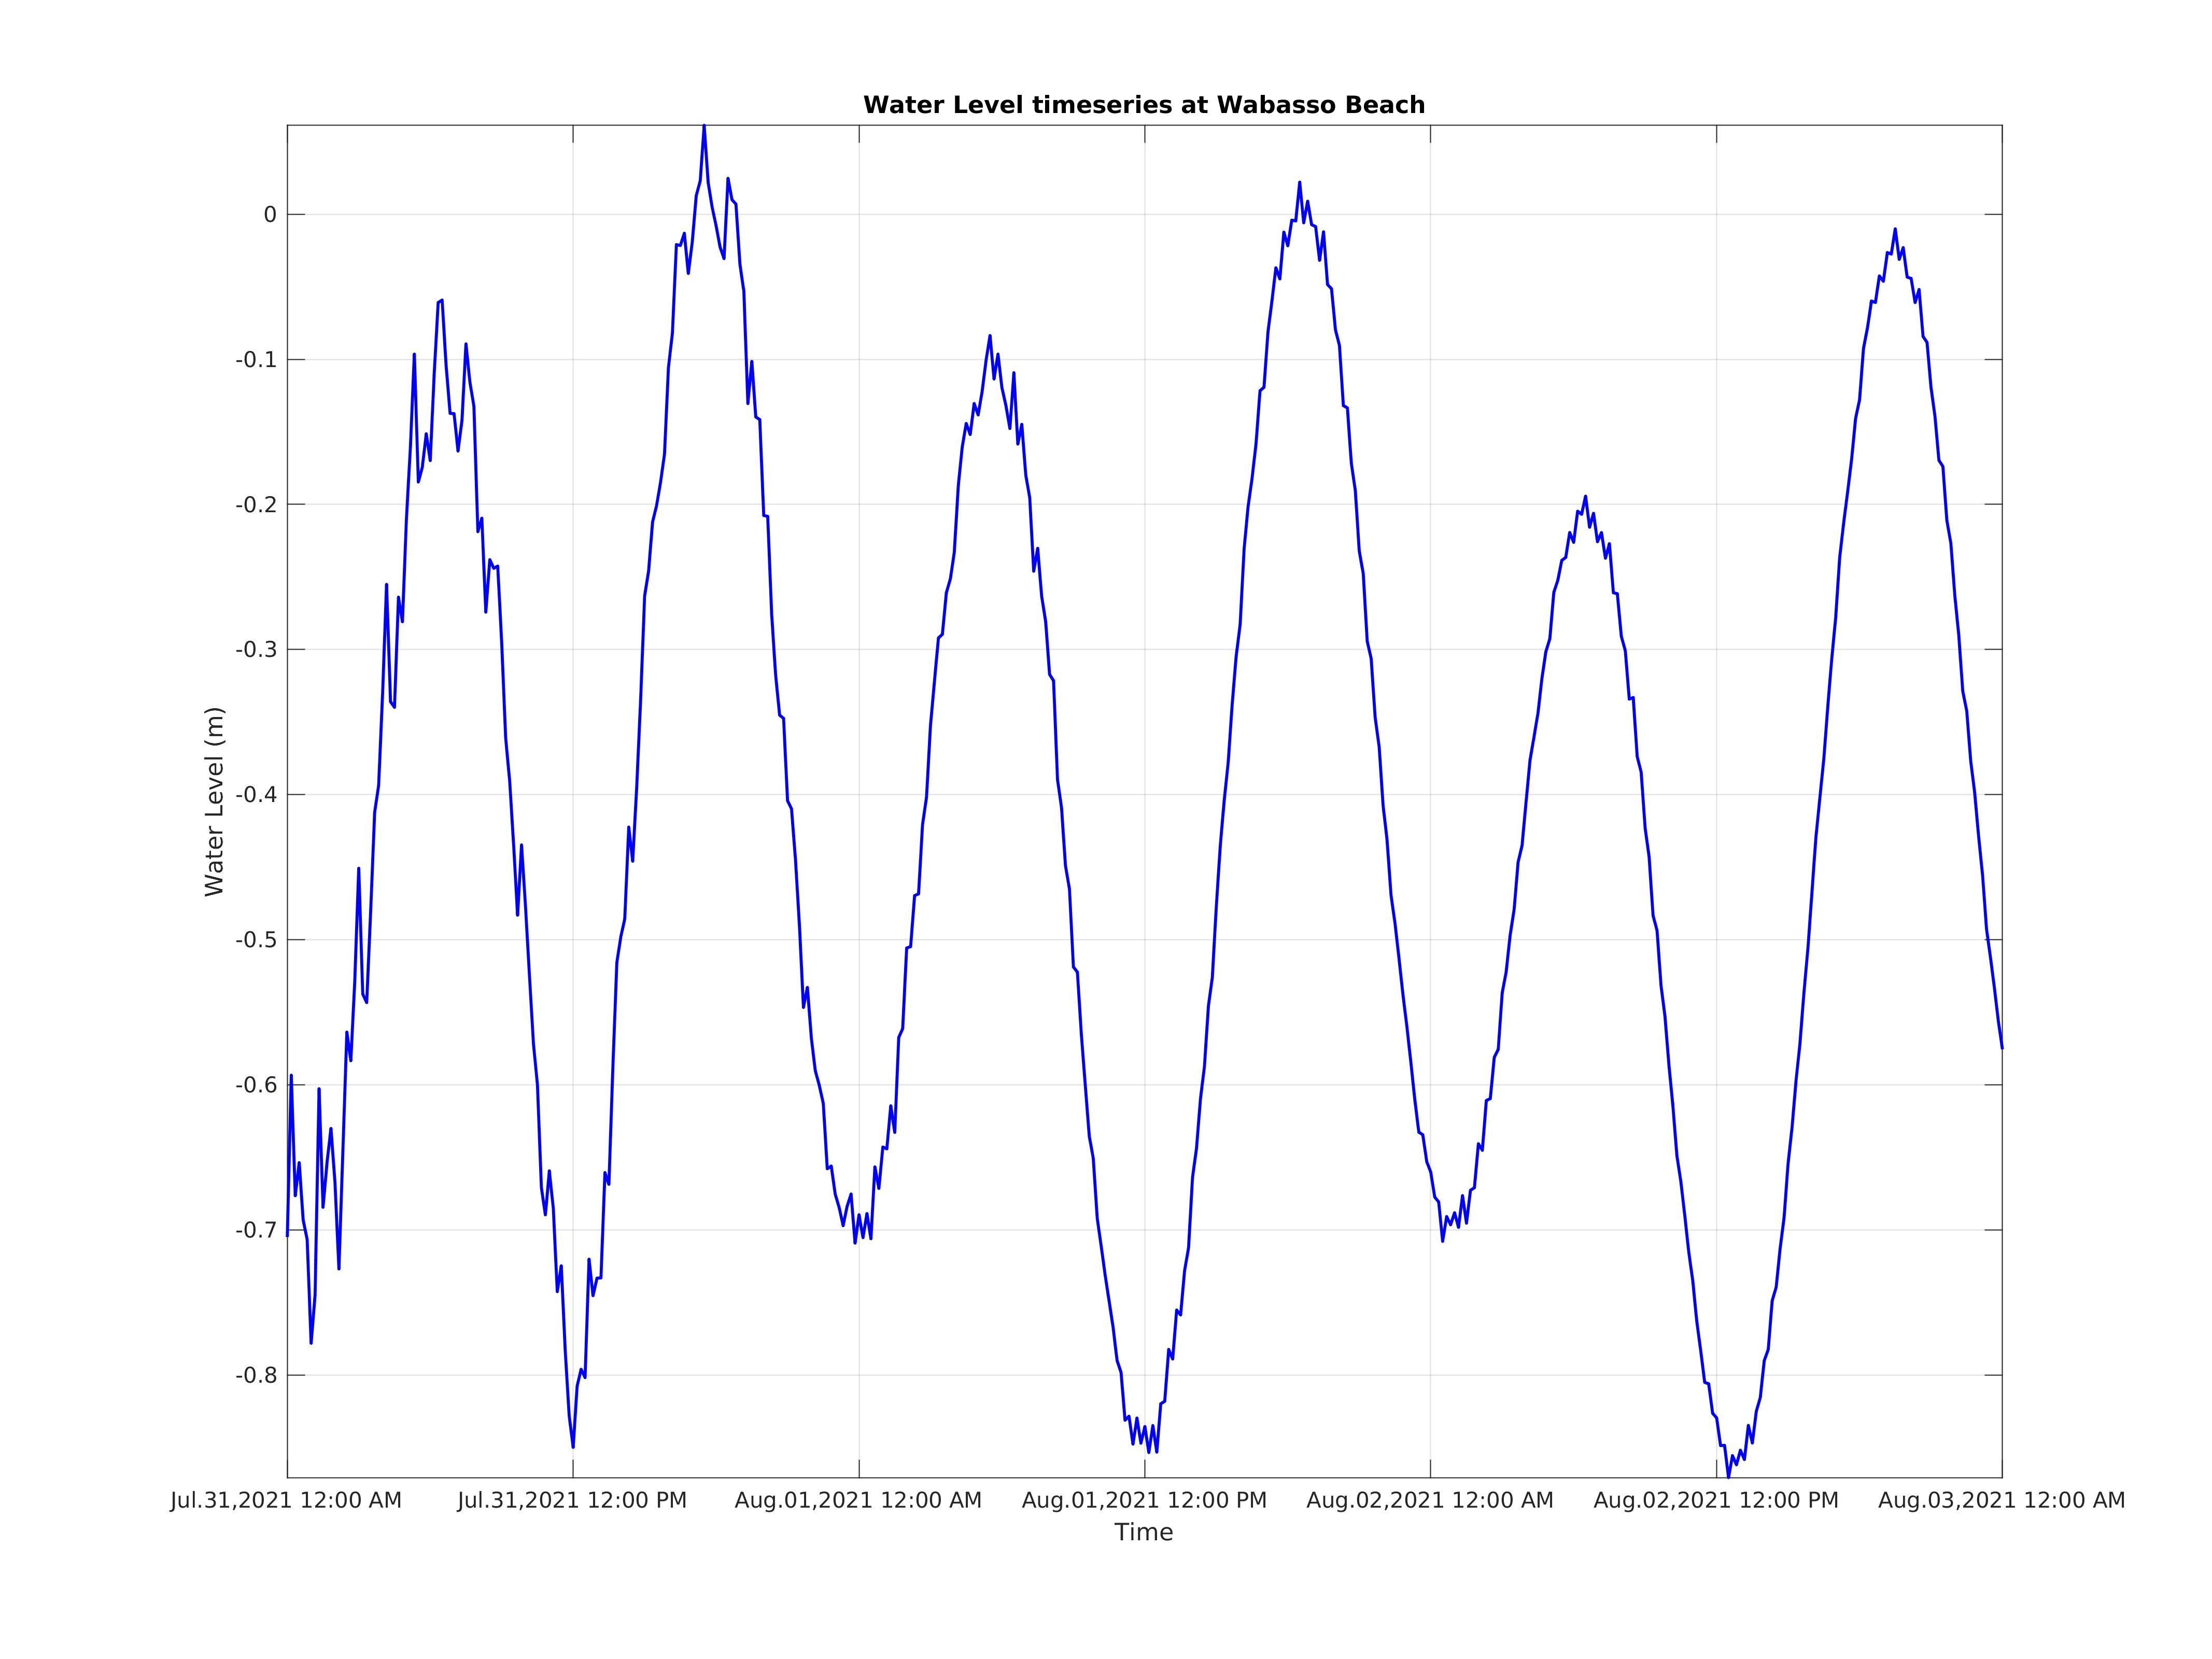 Water Level timeseries at Wabasso Beach
0
-0.1
-0.2
-0.3
-0.4
-0.5
-0.6
-0.7
-0.8
Water Level (m)
Jul.31,2021 12:00 AM Jul.31,2021 12:00 PM Aug.01,2021 12:00 AM Aug.01,2021 12:00 PM Aug.02,2021 12:00 AM Aug.02,2021 12:00 PM Aug.03,2021 12:00 AM
Time